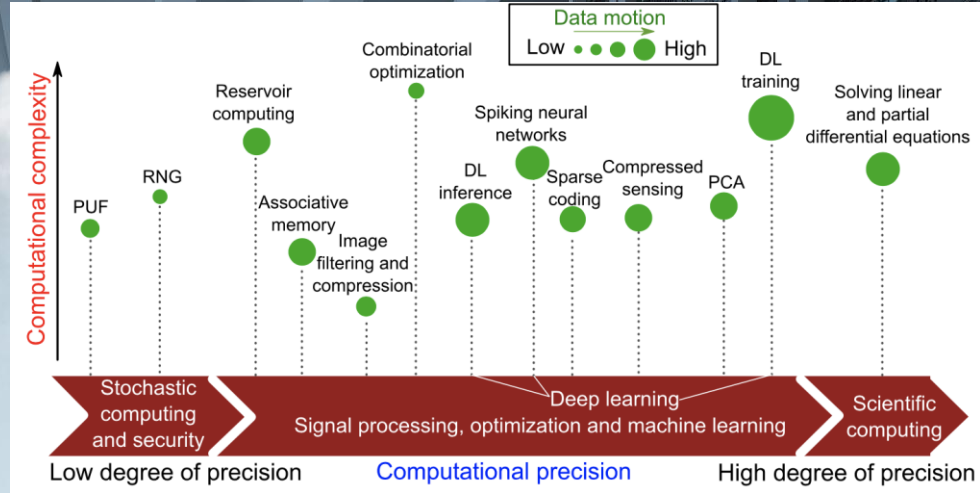 Data motion
Low High
Computational complexity
PUF
RNG
Reservoir
computing
Associative
memory
Image
filtering and
compression
Combinatorial
optimization
DL
inference
Spiking neural
networks
Sparse
coding
Compressed
sensing
PCA
DL
training
Solving linear
and partial
differential equations
Stochastic
computing
and security
Deep learning
Signal processing, optimization and machine learning
Scientific
computing
Low degree of precision
Computational precision
High degree of precision